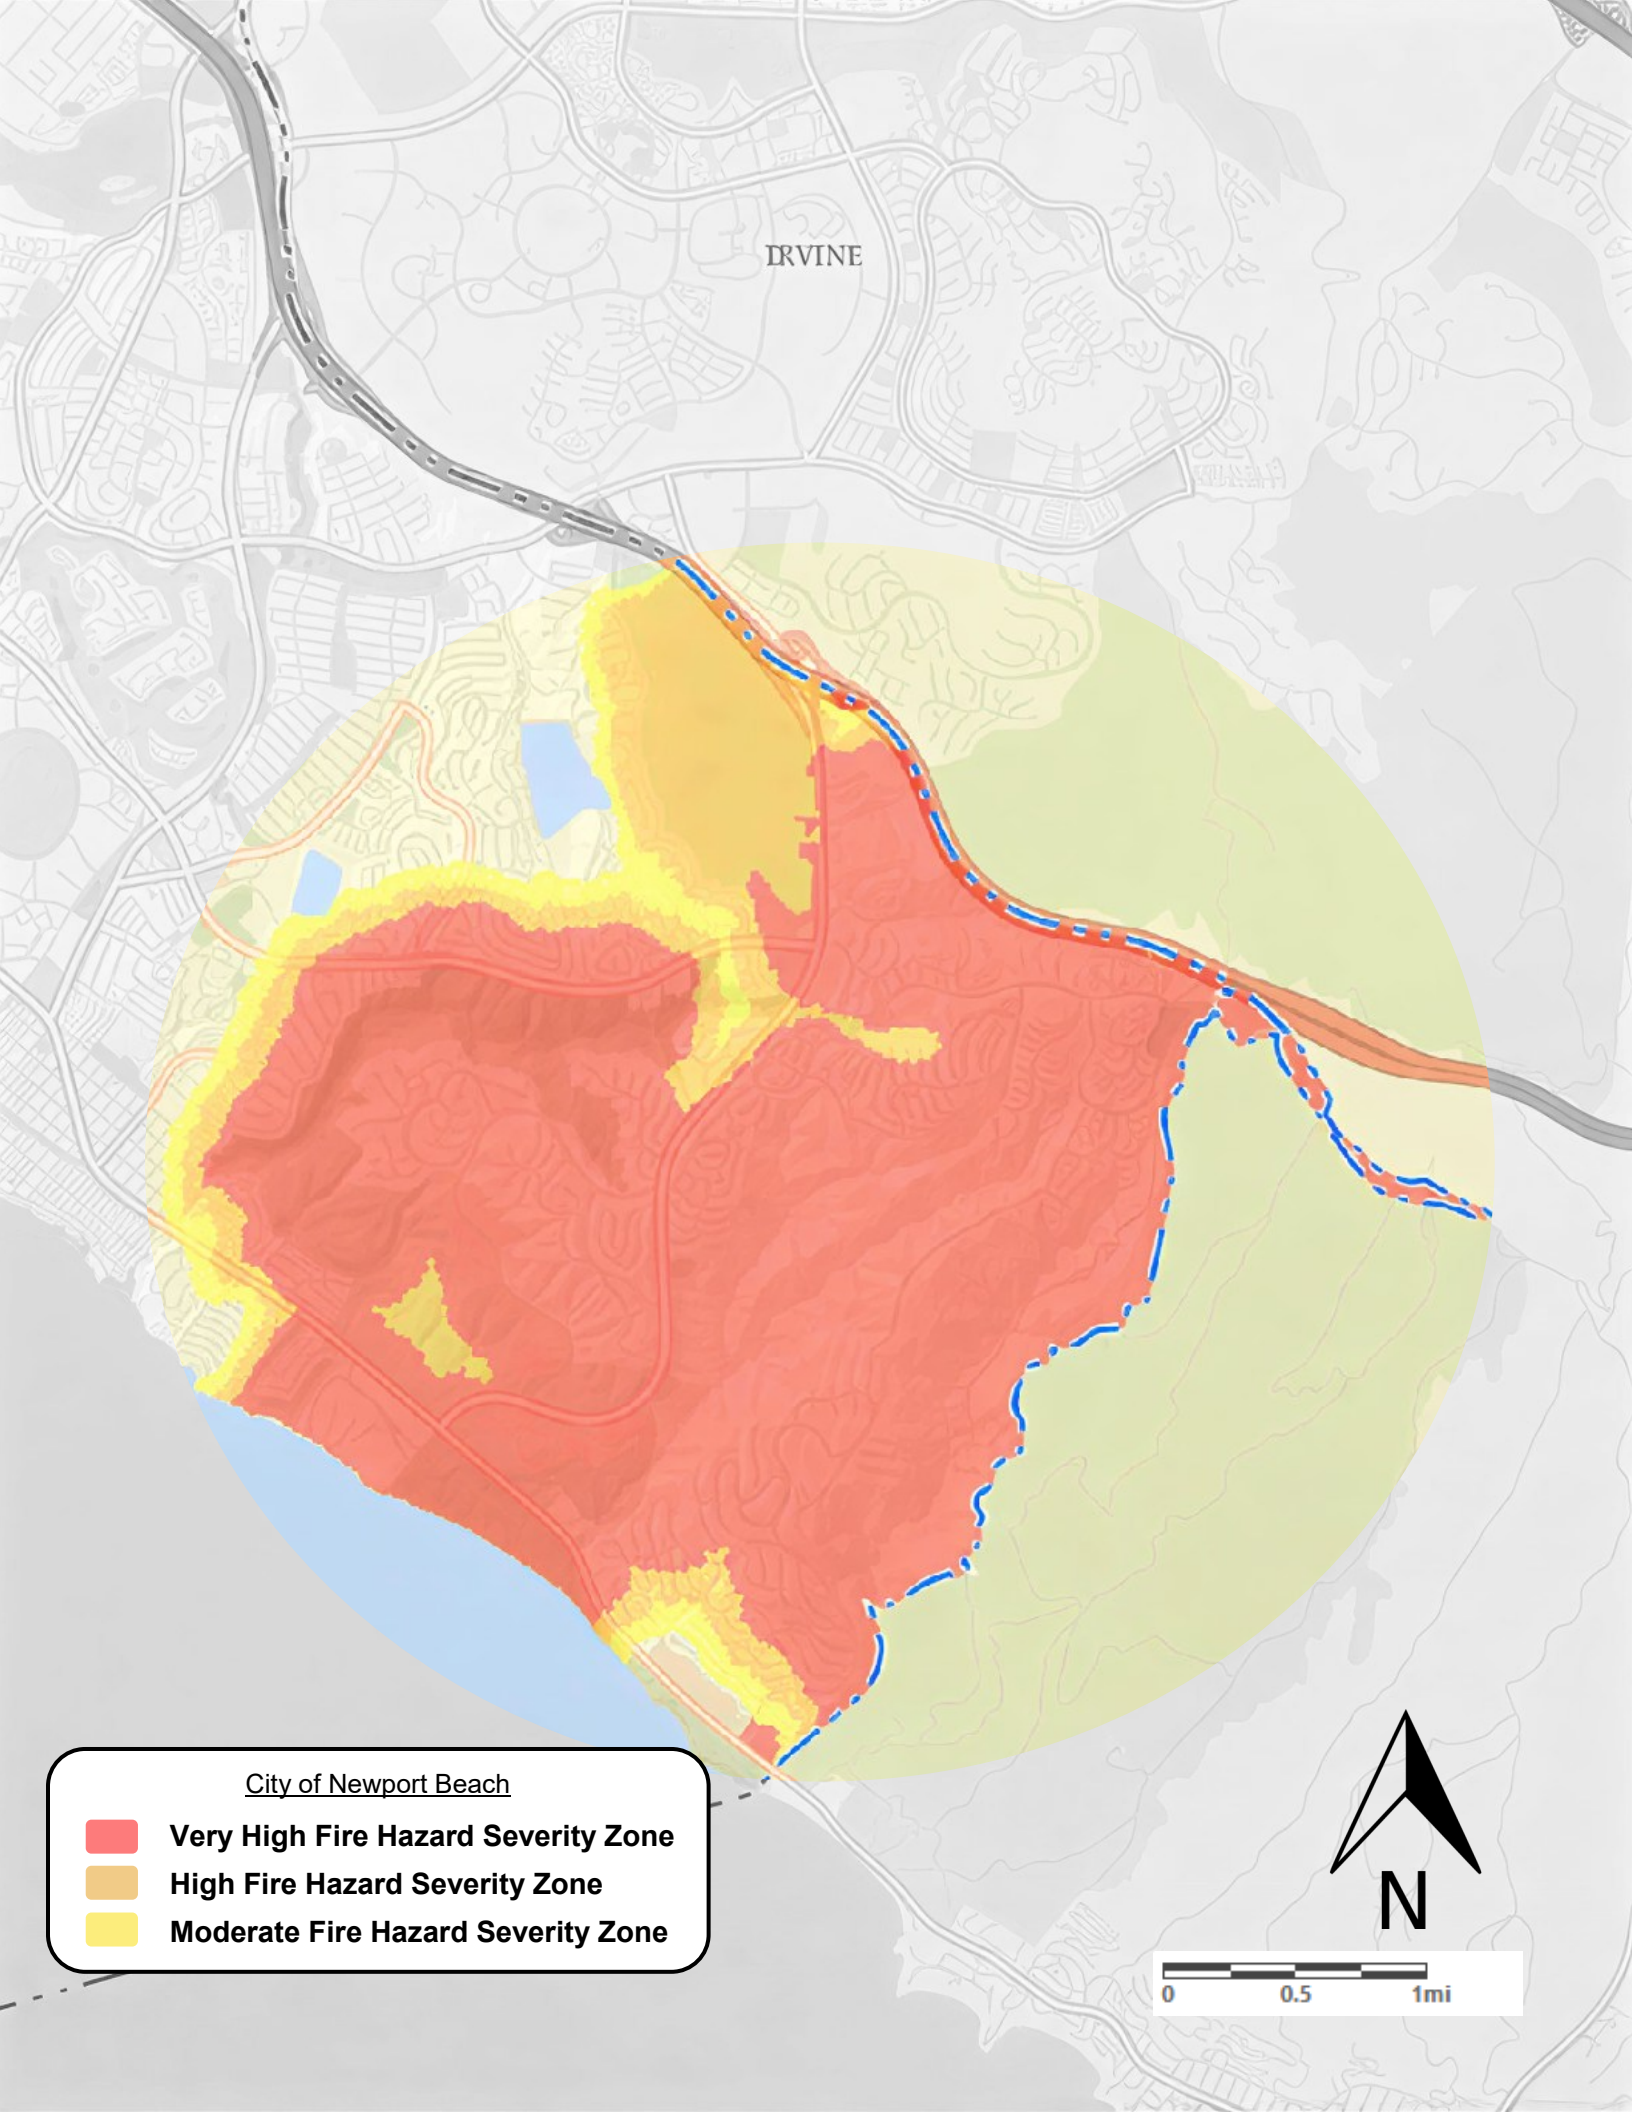 IRVINE
City of Newport Beach
Very High Fire Hazard Severity Zone
High Fire Hazard Severity Zone
Moderate Fire Hazard Severity Zone
N
0 0.5 1mi